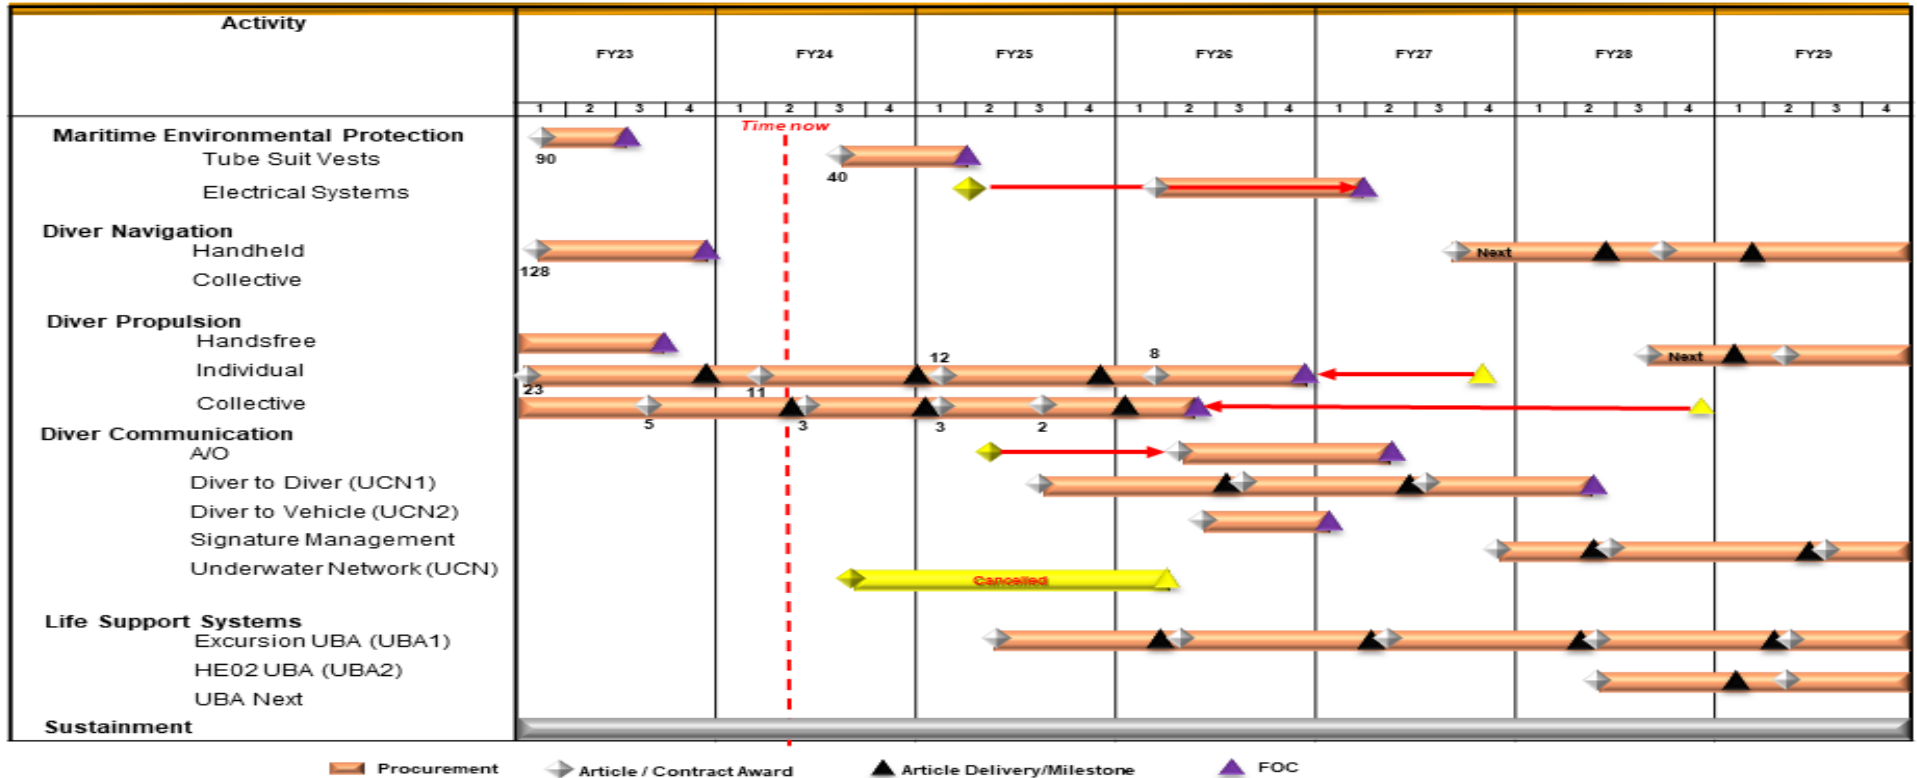 Activity
FY23 FY24 FY25 FY26 FY27 FY28 FY29
1 2 3 4 1 2 3 4 1 2 3 4 1 2 3 4 1 2 3 4 1 2 3 4 1 2 3 4
Time now
Maritime Environmental Protection
90
Tube Suit Vests
40
Electrical Systems
Diver Navigation
Handheld Next
128
Collective
Diver Propulsion
Handsfree
Next
12 8
Individual
23 11
Collective
5 3 3 2
Diver Communication
A/O
Diver to Diver (UCN1)
Diver to Vehicle (UCN2)
Signature Management
Underwater Network (UCN)
Cancelled
Life Support Systems
Excursion UBA (UBA1)
HE02 UBA (UBA2)
UBA Next
Sustainment
Procurement Article / Contract Award Article Delivery/Milestone FOC